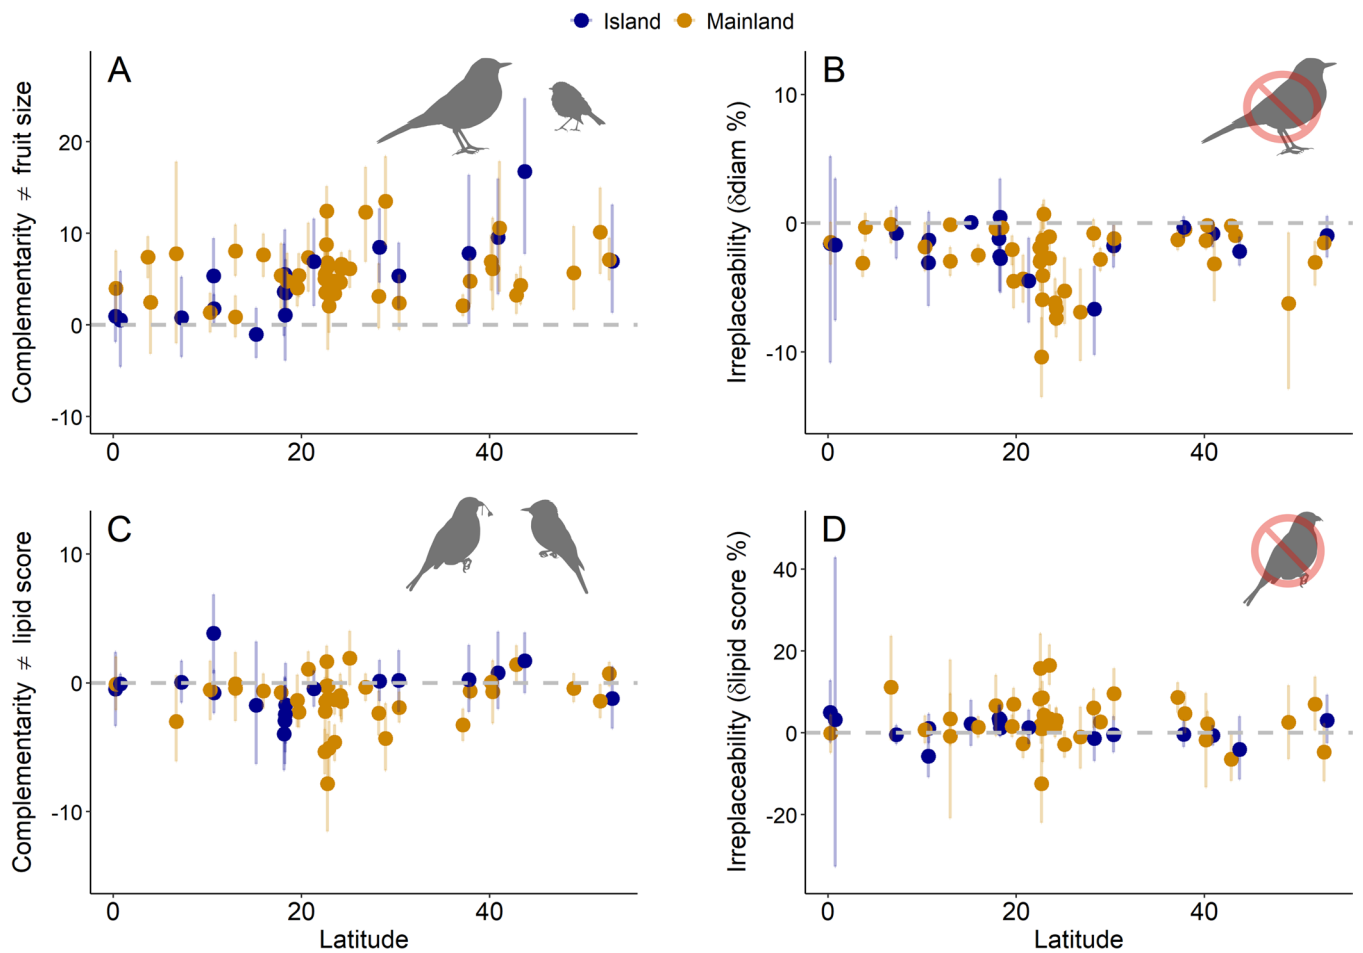 Island Mainland
A
Complementarity ≠ fruit size
20
10
0
-10
0 20 40
B
Irreplaceability (δdiam %)
10
0
-10
0 20 40
C
Complementarity ≠ lipid score
10
0
-10
0 20 40
Latitude
D
Irreplaceability (δlipid score %)
40
20
0
-20
0 20 40
Latitude